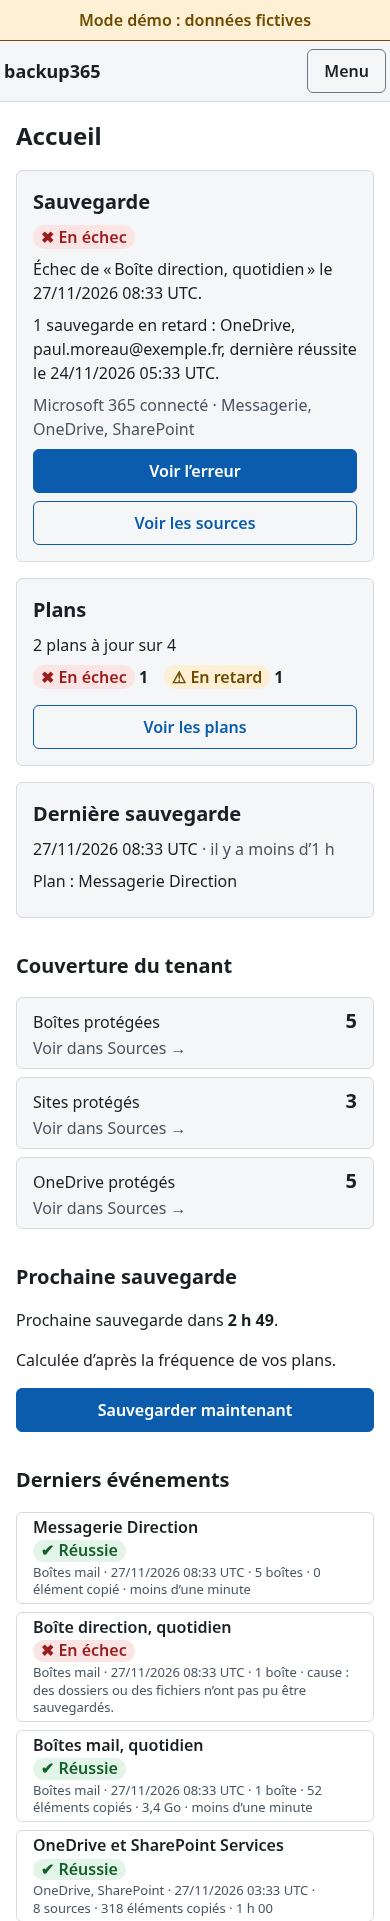 Mode démo : données fictives
backup365
Menu
Accueil
Sauvegarde
✖ En échec
Échec de « Boîte direction, quotidien » le
27/11/2026 08:33 UTC.
1 sauvegarde en retard : OneDrive,
paul.moreau@exemple.fr, dernière réussite
le 24/11/2026 05:33 UTC.
Microsoft 365 connecté · Messagerie,
OneDrive, SharePoint
Voir l’erreur
Voir les sources
Plans
2 plans à jour sur 4
✖ En échec 1 ⚠ En retard 1
Voir les plans
Dernière sauvegarde
27/11/2026 08:33 UTC · il y a moins d’1 h
Plan : Messagerie Direction
Couverture du tenant
Boîtes protégées 5
Voir dans Sources →
Sites protégés 3
Voir dans Sources →
OneDrive protégés 5
Voir dans Sources →
Prochaine sauvegarde
Prochaine sauvegarde dans 2 h 49.
Calculée d’après la fréquence de vos plans.
Sauvegarder maintenant
Derniers événements
Messagerie Direction
✔ Réussie
Boîtes mail · 27/11/2026 08:33 UTC · 5 boîtes · 0
élément copié · moins d’une minute
Boîte direction, quotidien
✖ En échec
Boîtes mail · 27/11/2026 08:33 UTC · 1 boîte · cause :
des dossiers ou des fichiers n’ont pas pu être
sauvegardés.
Boîtes mail, quotidien
✔ Réussie
Boîtes mail · 27/11/2026 08:33 UTC · 1 boîte · 52
éléments copiés · 3,4 Go · moins d’une minute
OneDrive et SharePoint Services
✔ Réussie
OneDrive, SharePoint · 27/11/2026 03:33 UTC ·
8 sources · 318 éléments copiés · 1 h 00